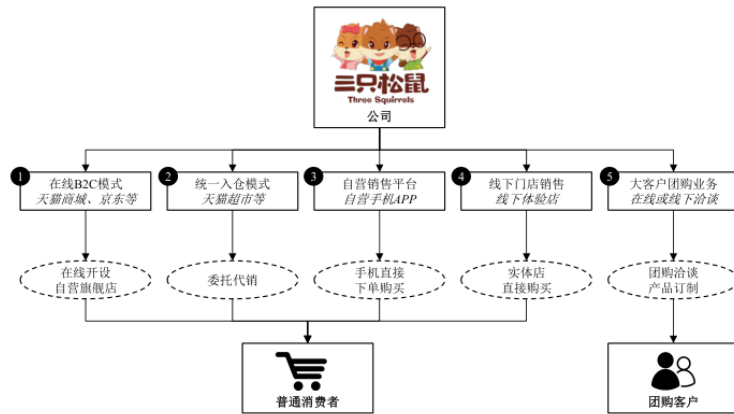 三只松鼠
Three Squirrels
公司
1
在线B2C模式
天猫商城、京东等
2
统一入仓模式
天猫超市等
3
自营销售平台
自营手机APP
4
线下门店销售
线下体验店
5
大客户团购业务
在线或线下洽谈
在线开设
自营旗舰店
委托代销
手机直接
下单购买
实体店
直接购买
团购洽谈
产品订制
普通消费者
团购客户